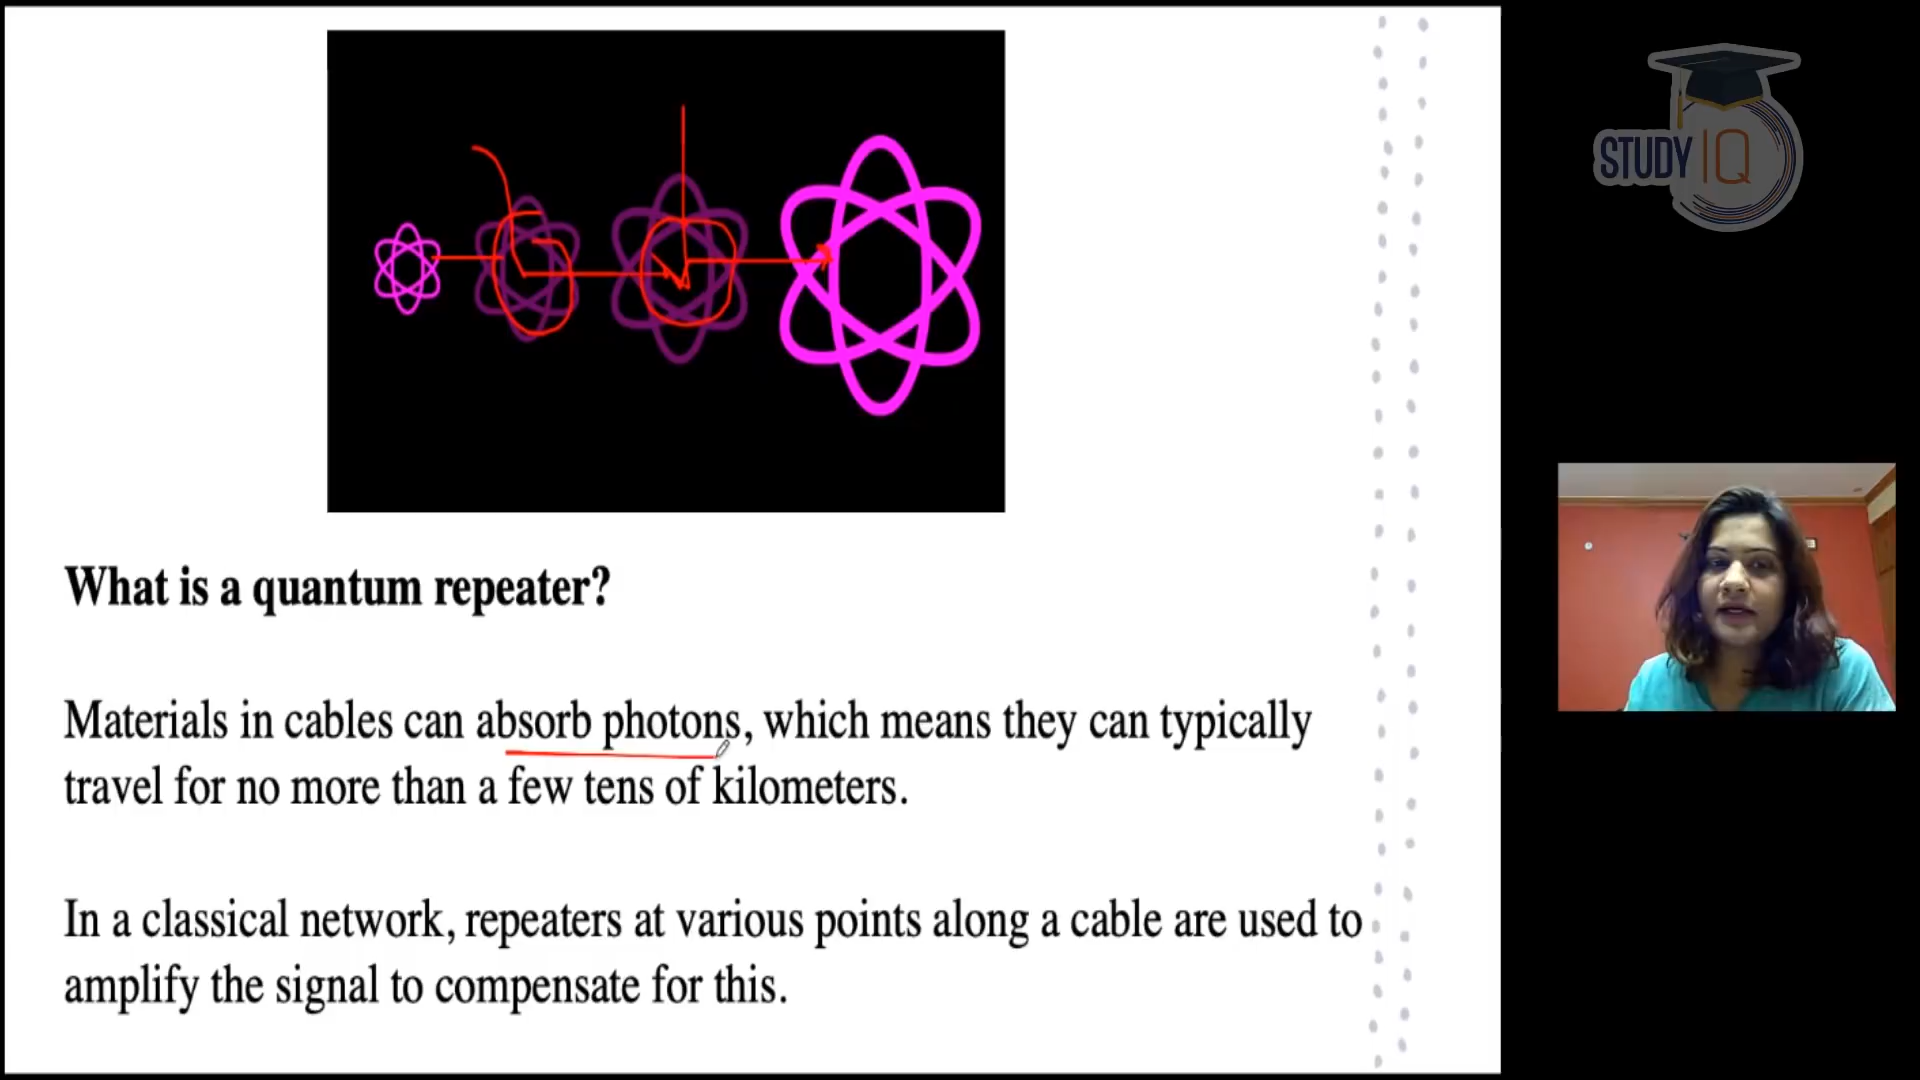 STUDY IQ
What is a quantum repeater?
Materials in cables can absorb photons, which means they can typically
travel for no more than a few tens of kilometers.
In a classical network, repeaters at various points along a cable are used to
amplify the signal to compensate for this.